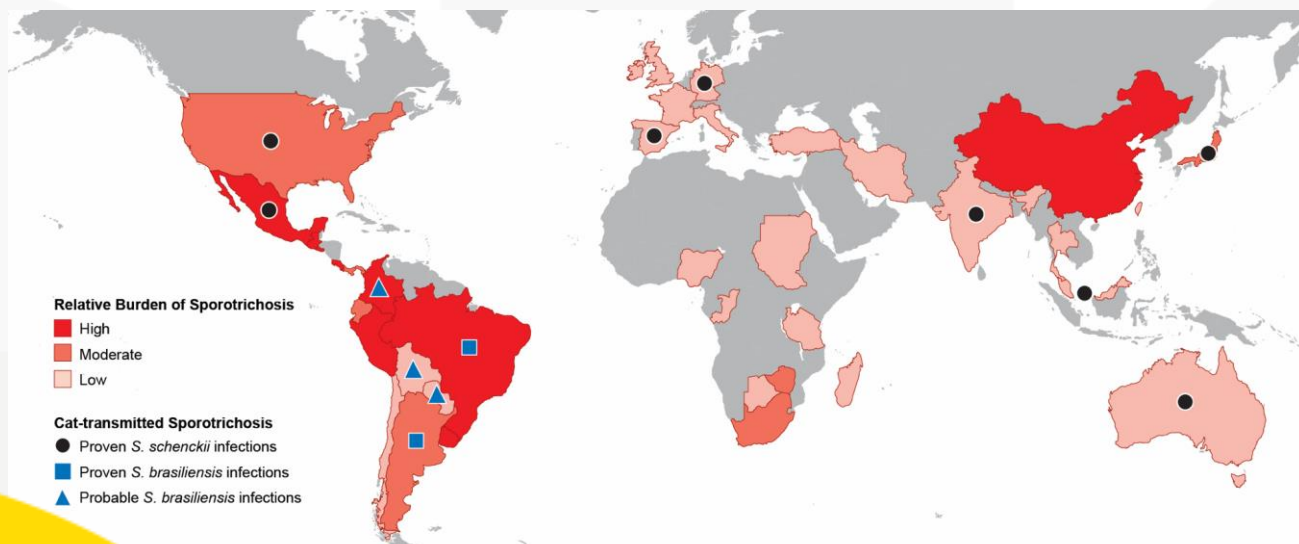 Relative Burden of Sporotrichosis
High
Moderate
Low
Cat-transmitted Sporotrichosis
Proven S. schenckii infections
Proven S. brasiliensis infections
Probable S. brasiliensis infections